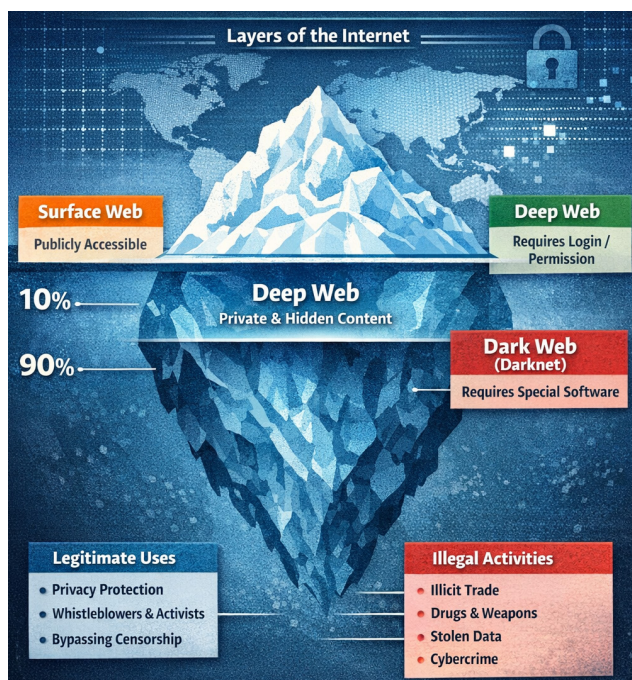 Layers of the Internet
Surface Web
Publicly Accessible
Deep Web
Requires Login /
Permission
10%
Deep Web
Private & Hidden Content
90%
Dark Web
(Darknet)
Requires Special Software
Legitimate Uses
• Privacy Protection
• Whistleblowers & Activists
• Bypassing Censorship
Illegal Activities
• Illicit Trade
• Drugs & Weapons
• Stolen Data
• Cybercrime